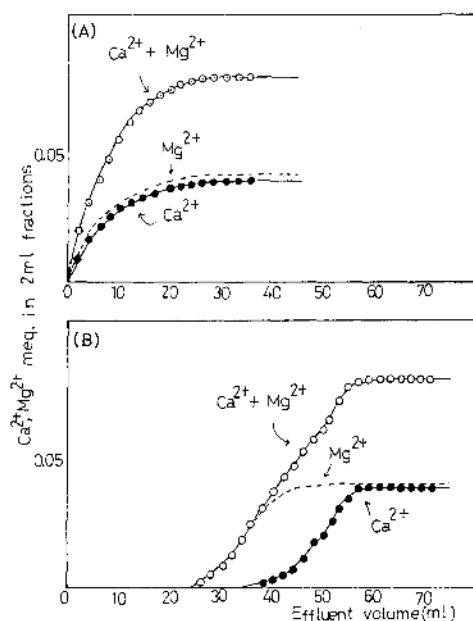 (A)
Ca²⁺ + Mg²⁺
0.05
Mg²⁺
Ca²⁺
0 10 20 30 40 50 60 70
Ca²⁺, Mg²⁺ meq. in 2ml fractions
(B)
Ca²⁺ + Mg²⁺
Mg²⁺
0.05
Ca²⁺
0 10 20 30 40 50 60 70
Effluent volume(ml)